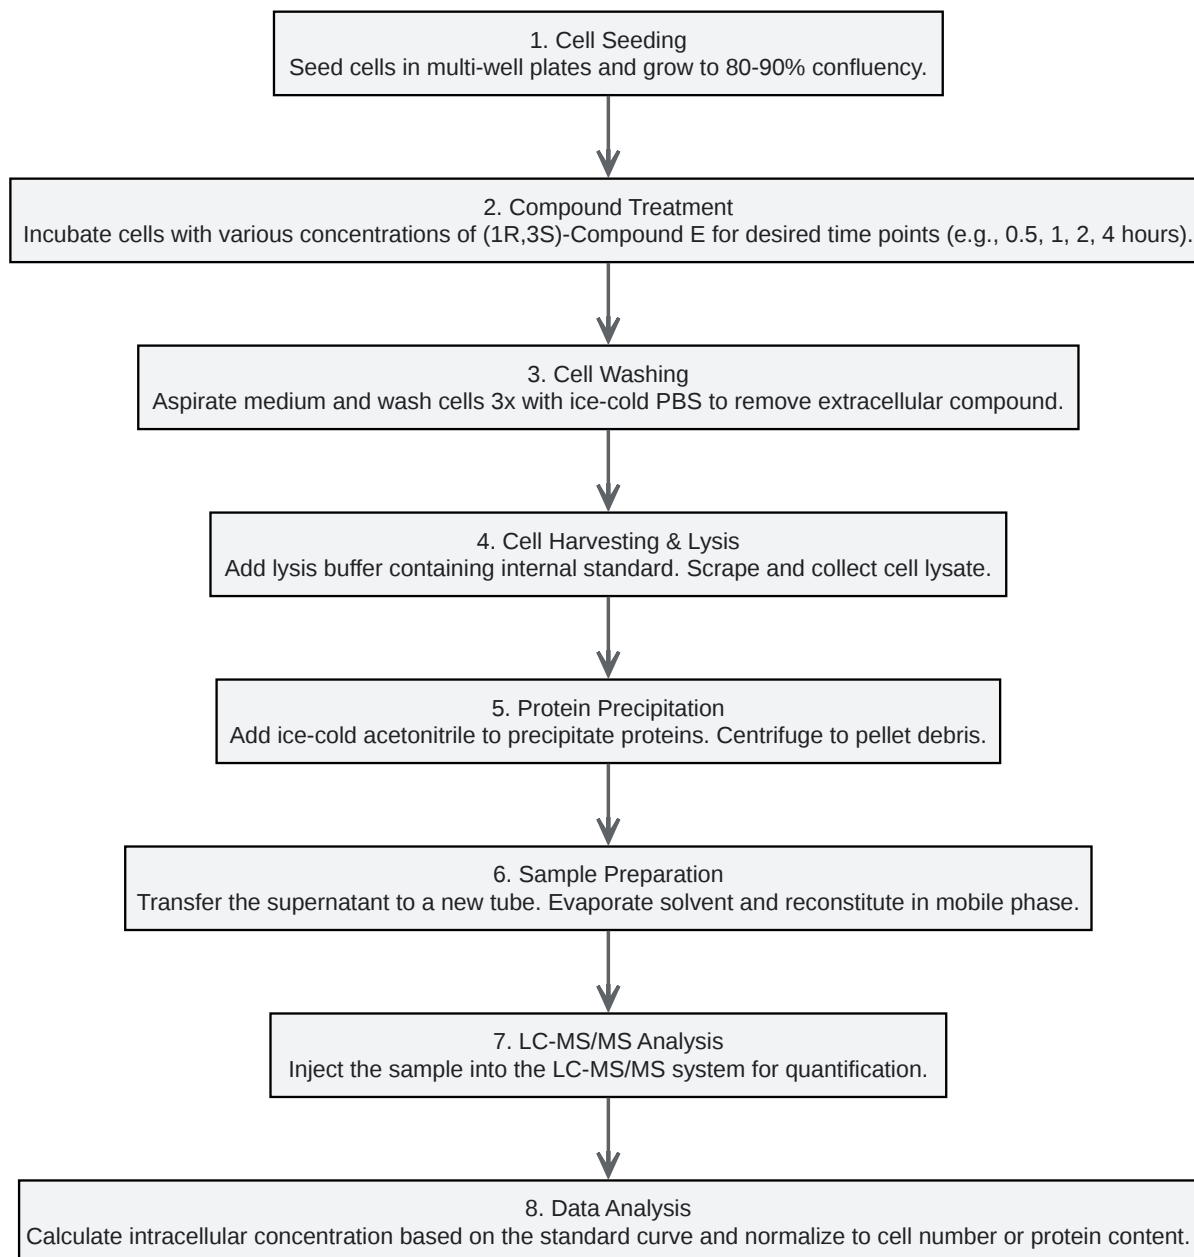 1. Cell Seeding
Seed cells in multi-well plates and grow to 80-90% confluency.
2. Compound Treatment
Incubate cells with various concentrations of (1R,3S)-Compound E for desired time points (e.g., 0.5, 1, 2, 4 hours).
3. Cell Washing
Aspirate medium and wash cells 3x with ice-cold PBS to remove extracellular compound.
4. Cell Harvesting & Lysis
Add lysis buffer containing internal standard. Scrape and collect cell lysate.
5. Protein Precipitation
Add ice-cold acetonitrile to precipitate proteins. Centrifuge to pellet debris.
6. Sample Preparation
Transfer the supernatant to a new tube. Evaporate solvent and reconstitute in mobile phase.
7. LC-MS/MS Analysis
Inject the sample into the LC-MS/MS system for quantification.
8. Data Analysis
Calculate intracellular concentration based on the standard curve and normalize to cell number or protein content.